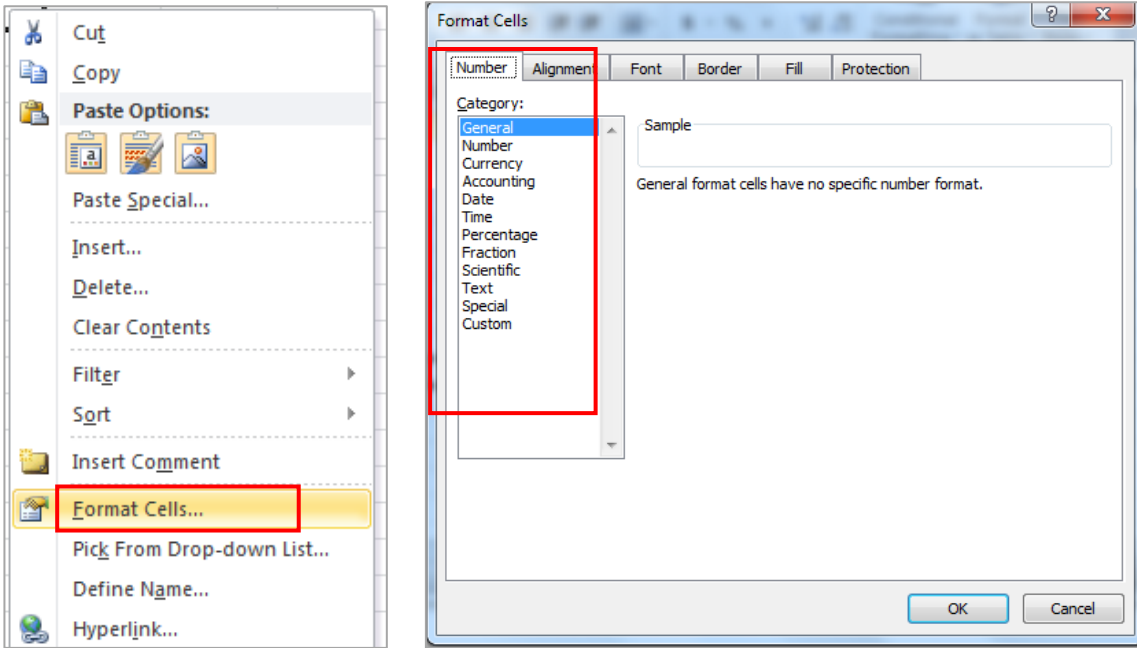 Cut
Copy
Paste Options:
a
Paste Special...
Insert...
Delete...
Clear Contents
Filter
Sort
Insert Comment
Format Cells...
Pick From Drop-down List...
Define Name...
Hyperlink...
Format Cells
Number Alignment Font Border Fill Protection
Category:
General
Number
Currency
Accounting
Date
Time
Percentage
Fraction
Scientific
Text
Special
Custom
Sample
General format cells have no specific number format.
OK Cancel